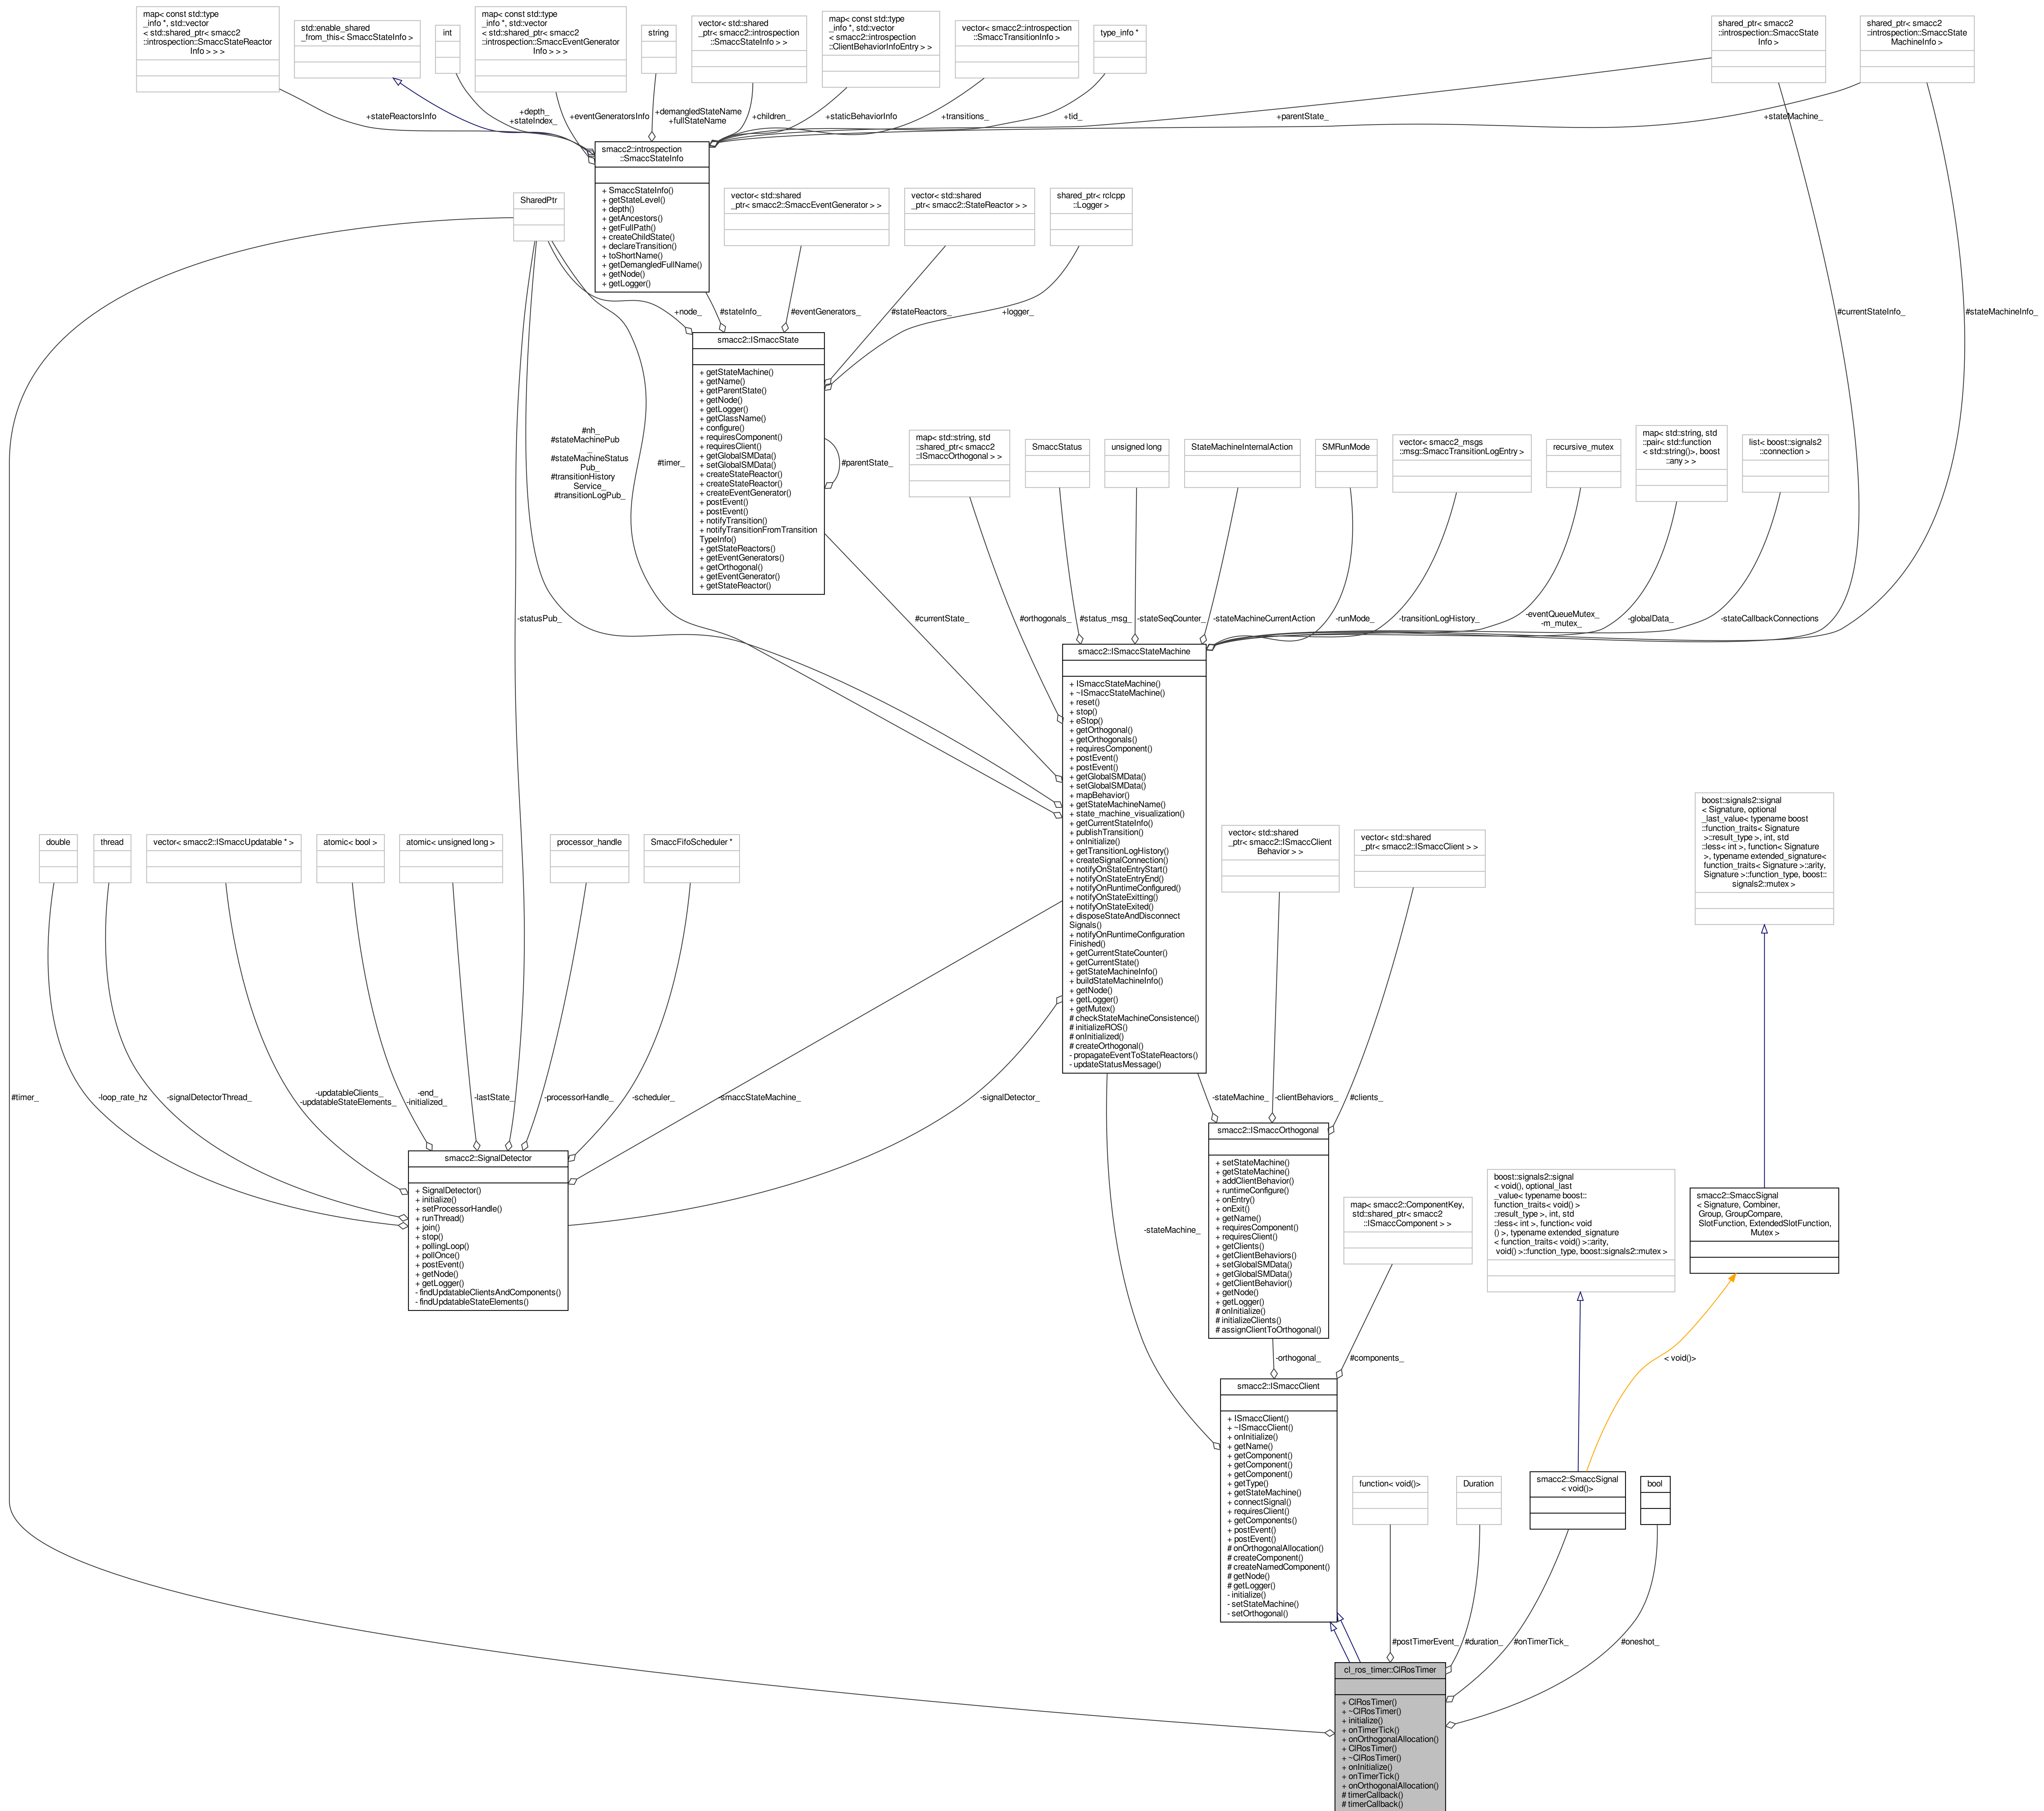 map< const std::type
_info *, std::vector
< std::shared_ptr< smacc2
::introspection::SmaccStateReactor
Info > > >
std::enable_shared
_from_this< SmaccStateInfo >
int
map< const std::type
_info *, std::vector
< std::shared_ptr< smacc2
::introspection::SmaccEventGenerator
Info > > >
string
vector< std::shared
_ptr< smacc2::introspection
::SmaccStateInfo > >
map< const std::type
_info *, std::vector
< smacc2::introspection
::ClientBehaviorInfoEntry > >
vector< smacc2::introspection
::SmaccTransitionInfo >
type_info *
shared_ptr< smacc2
::introspection::SmaccState
Info >
shared_ptr< smacc2
::introspection::SmaccState
MachineInfo >
+stateReactorsInfo
+depth_
+stateIndex_
+eventGeneratorsInfo
+demangledStateName
+fullStateName
+children_
+staticBehaviorInfo
+transitions_
+tid_
+parentState_
+stateMachine_
smacc2::introspection
::SmaccStateInfo
+ SmaccStateInfo()
+ getStateLevel()
+ depth()
+ getAncestors()
+ getFullPath()
+ createChildState()
+ declareTransition()
+ toShortName()
+ getDemangledFullName()
+ getNode()
+ getLogger()
SharedPtr
vector< std::shared
_ptr< smacc2::SmaccEventGenerator > >
vector< std::shared
_ptr< smacc2::StateReactor > >
shared_ptr< rclcpp
::Logger >
+node_
#stateInfo_
#eventGenerators_
#stateReactors_
+logger_
#currentStateInfo_
#stateMachineInfo_
smacc2::ISmaccState
+ getStateMachine()
+ getName()
+ getParentState()
+ getNode()
+ getLogger()
+ getClassName()
+ configure()
+ requiresComponent()
+ requiresClient()
+ getGlobalSMData()
+ setGlobalSMData()
+ createStateReactor()
+ createStateReactor()
+ createEventGenerator()
+ postEvent()
+ postEvent()
+ notifyTransition()
+ notifyTransitionFromTransition
TypeInfo()
+ getStateReactors()
+ getEventGenerators()
+ getOrthogonal()
+ getEventGenerator()
+ getStateReactor()
#parentState_
#nh_
#stateMachinePub
_
#stateMachineStatus
Pub_
#transitionHistory
Service_
#transitionLogPub_
#timer_
map< std::string, std
::shared_ptr< smacc2
::ISmaccOrthogonal > >
SmaccStatus
unsigned long
StateMachineInternalAction
SMRunMode
vector< smacc2_msgs
::msg::SmaccTransitionLogEntry >
recursive_mutex
map< std::string, std
::pair< std::function
< std::string()>, boost
::any > >
list< boost::signals2
::connection >
-statusPub_
#currentState_
#orthogonals_
#status_msg_
-stateSeqCounter_
-stateMachineCurrentAction
-runMode_
-transitionLogHistory_
-eventQueueMutex_
-m_mutex_
-globalData_
-stateCallbackConnections
smacc2::ISmaccStateMachine
+ ISmaccStateMachine()
+ ~ISmaccStateMachine()
+ reset()
+ stop()
+ eStop()
+ getOrthogonal()
+ getOrthogonals()
+ requiresComponent()
+ postEvent()
+ postEvent()
+ getGlobalSMData()
+ setGlobalSMData()
+ mapBehavior()
+ getStateMachineName()
+ state_machine_visualization()
+ getCurrentStateInfo()
+ publishTransition()
+ onInitialize()
+ getTransitionLogHistory()
+ createSignalConnection()
+ notifyOnStateEntryStart()
+ notifyOnStateEntryEnd()
+ notifyOnRuntimeConfigured()
+ notifyOnStateExitting()
+ notifyOnStateExited()
+ disposeStateAndDisconnect
Signals()
+ notifyOnRuntimeConfiguration
Finished()
+ getCurrentStateCounter()
+ getCurrentState()
+ getStateMachineInfo()
+ buildStateMachineInfo()
+ getNode()
+ getLogger()
+ getMutex()
# checkStateMachineConsistence()
# initializeROS()
# onInitialized()
# createOrthogonal()
- propagateEventToStateReactors()
- updateStatusMessage()
double
thread
vector< smacc2::ISmaccUpdatable * >
atomic< bool >
atomic< unsigned long >
processor_handle
SmaccFifoScheduler *
vector< std::shared
_ptr< smacc2::ISmaccClient
Behavior > >
vector< std::shared
_ptr< smacc2::ISmaccClient > >
boost::signals2::signal
< Signature, optional
_last_value< typename boost
::function_traits< Signature
>::result_type >, int, std
::less< int >, function< Signature
>, typename extended_signature<
function_traits< Signature >::arity,
Signature >::function_type, boost::
signals2::mutex >
#timer_
-loop_rate_hz
-signalDetectorThread_
-updatableClients_
-updatableStateElements_
-end_
-initialized_
-lastState_
-processorHandle_
-scheduler_
-smaccStateMachine_
-signalDetector_
-stateMachine_
-clientBehaviors_
#clients_
smacc2::SignalDetector
+ SignalDetector()
+ initialize()
+ setProcessorHandle()
+ runThread()
+ join()
+ stop()
+ pollingLoop()
+ pollOnce()
+ postEvent()
+ getNode()
+ getLogger()
- findUpdatableClientsAndComponents()
- findUpdatableStateElements()
smacc2::ISmaccOrthogonal
+ setStateMachine()
+ getStateMachine()
+ addClientBehavior()
+ runtimeConfigure()
+ onEntry()
+ onExit()
+ getName()
+ requiresComponent()
+ requiresClient()
+ getClients()
+ getClientBehaviors()
+ setGlobalSMData()
+ getGlobalSMData()
+ getClientBehavior()
+ getNode()
+ getLogger()
# onInitialize()
# initializeClients()
# assignClientToOrthogonal()
-stateMachine_
map< smacc2::ComponentKey,
std::shared_ptr< smacc2
::ISmaccComponent > >
boost::signals2::signal
< void(), optional_last
_value< typename boost::
function_traits< void()
>::result_type >, int, std
::less< int >, function< void
() >, typename extended_signature
< function_traits< void() >::arity,
void() >::function_type, boost::signals2::mutex >
smacc2::SmaccSignal
< Signature, Combiner,
Group, GroupCompare,
SlotFunction, ExtendedSlotFunction,
Mutex >
-orthogonal_
#components_
< void()>
smacc2::ISmaccClient
+ ISmaccClient()
+ ~ISmaccClient()
+ onInitialize()
+ getName()
+ getComponent()
+ getComponent()
+ getComponent()
+ getType()
+ getStateMachine()
+ connectSignal()
+ requiresClient()
+ getComponents()
+ postEvent()
+ postEvent()
# onOrthogonalAllocation()
# createComponent()
# createNamedComponent()
# getNode()
# getLogger()
- initialize()
- setStateMachine()
- setOrthogonal()
function< void()>
Duration
smacc2::SmaccSignal
< void()>
bool
#postTimerEvent_
#duration_
#onTimerTick_
#oneshot_
cl_ros_timer::ClRosTimer
+ ClRosTimer()
+ ~ClRosTimer()
+ initialize()
+ onTimerTick()
+ onOrthogonalAllocation()
+ ClRosTimer()
+ ~ClRosTimer()
+ onInitialize()
+ onTimerTick()
+ onOrthogonalAllocation()
# timerCallback()
# timerCallback()